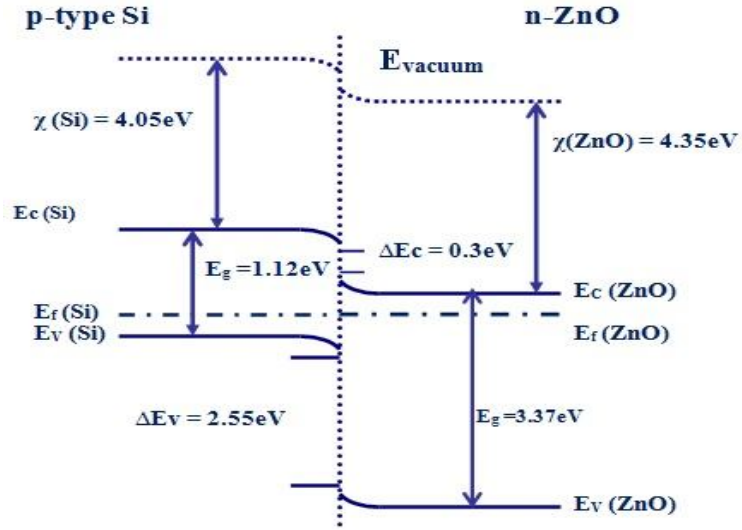 p-type Si
n-ZnO
Evacuum
χ (Si) = 4.05eV
χ(ZnO) = 4.35eV
Ec (Si)
ΔEc = 0.3eV
Eg =1.12eV
EC (ZnO)
Ef (Si)
Ef (ZnO)
EV (Si)
ΔEv = 2.55eV
Eg =3.37eV
EV (ZnO)